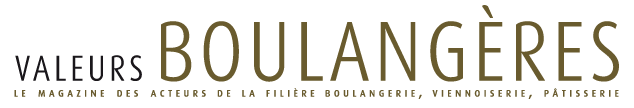 VALEURS BOULANGÈRES
LE MAGAZINE DES ACTEURS DE LA FILIÈRE BOULANGERIE, VIENNOISERIE, PÂTISSERIE